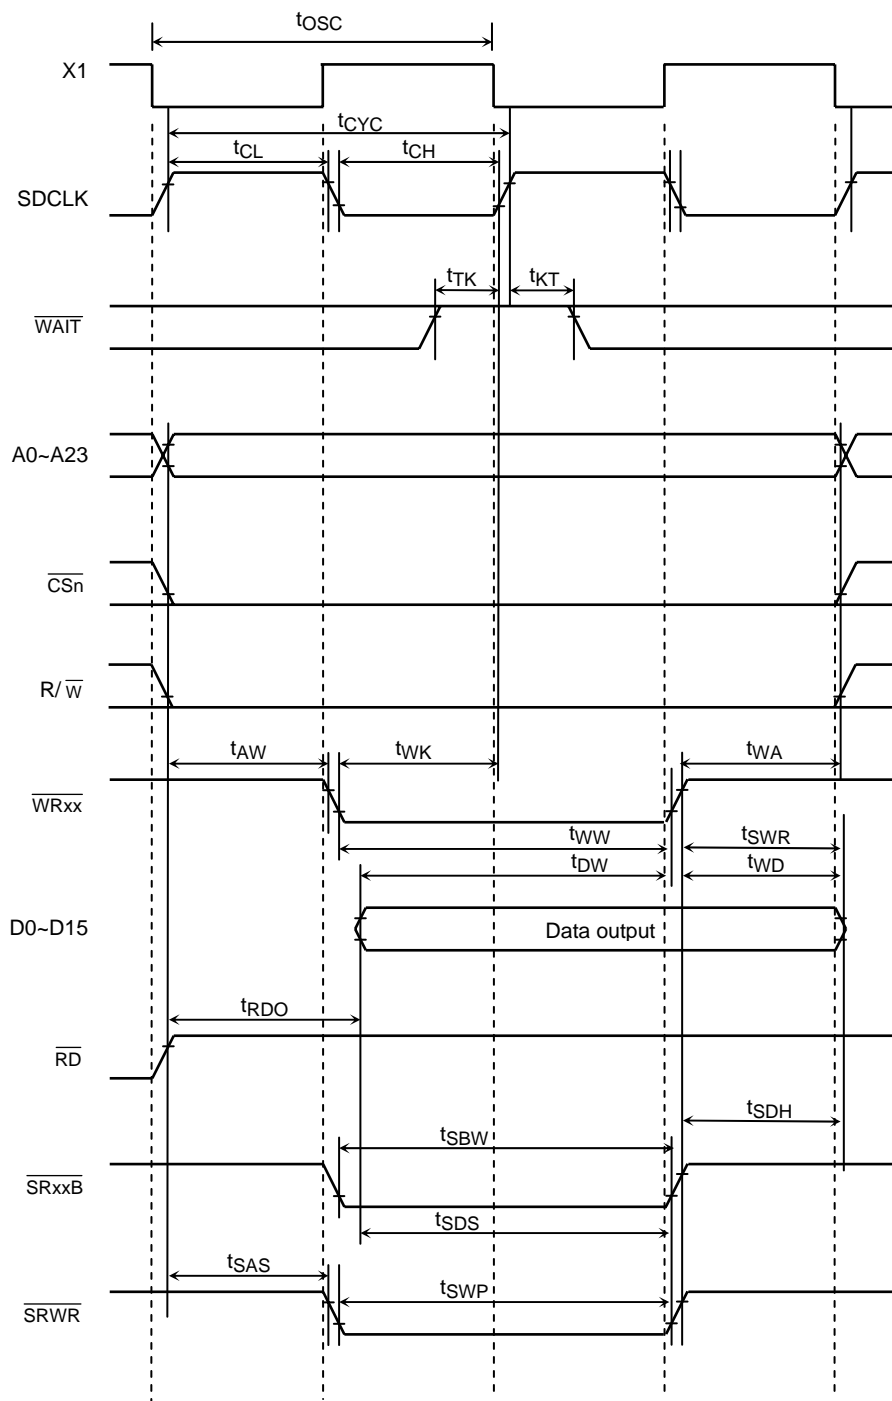 tOSC
X1
tCYC
tCL tCH
SDCLK
tTK tKT
WAIT
A0~A23
CSn
R/ W
tAW tWK tWA
WRxx
tWW tSWR
tDW tWD
D0~D15 Data output
tRDO
RD
tSDH
tSBW
SRxxB
tSDS
tSAS
tSWP
SRWR